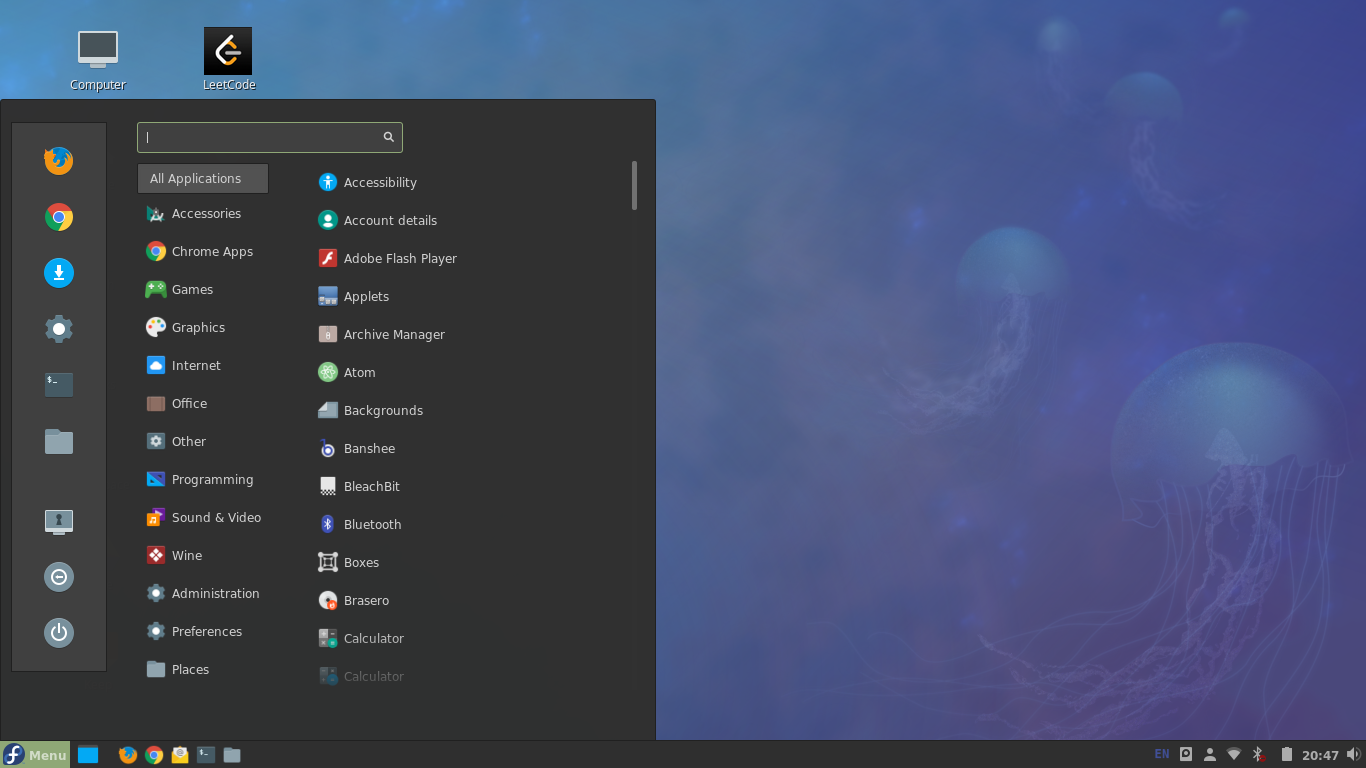 Computer
LeetCode
All Applications
Accessories
Chrome Apps
Games
Graphics
Internet
Office
Other
Programming
Sound & Video
Wine
Administration
Preferences
Places
Accessibility
Account details
Adobe Flash Player
Applets
Archive Manager
Atom
Backgrounds
Banshee
BleachBit
Bluetooth
Boxes
Brasero
Calculator
Calculator
Menu
EN
20:47